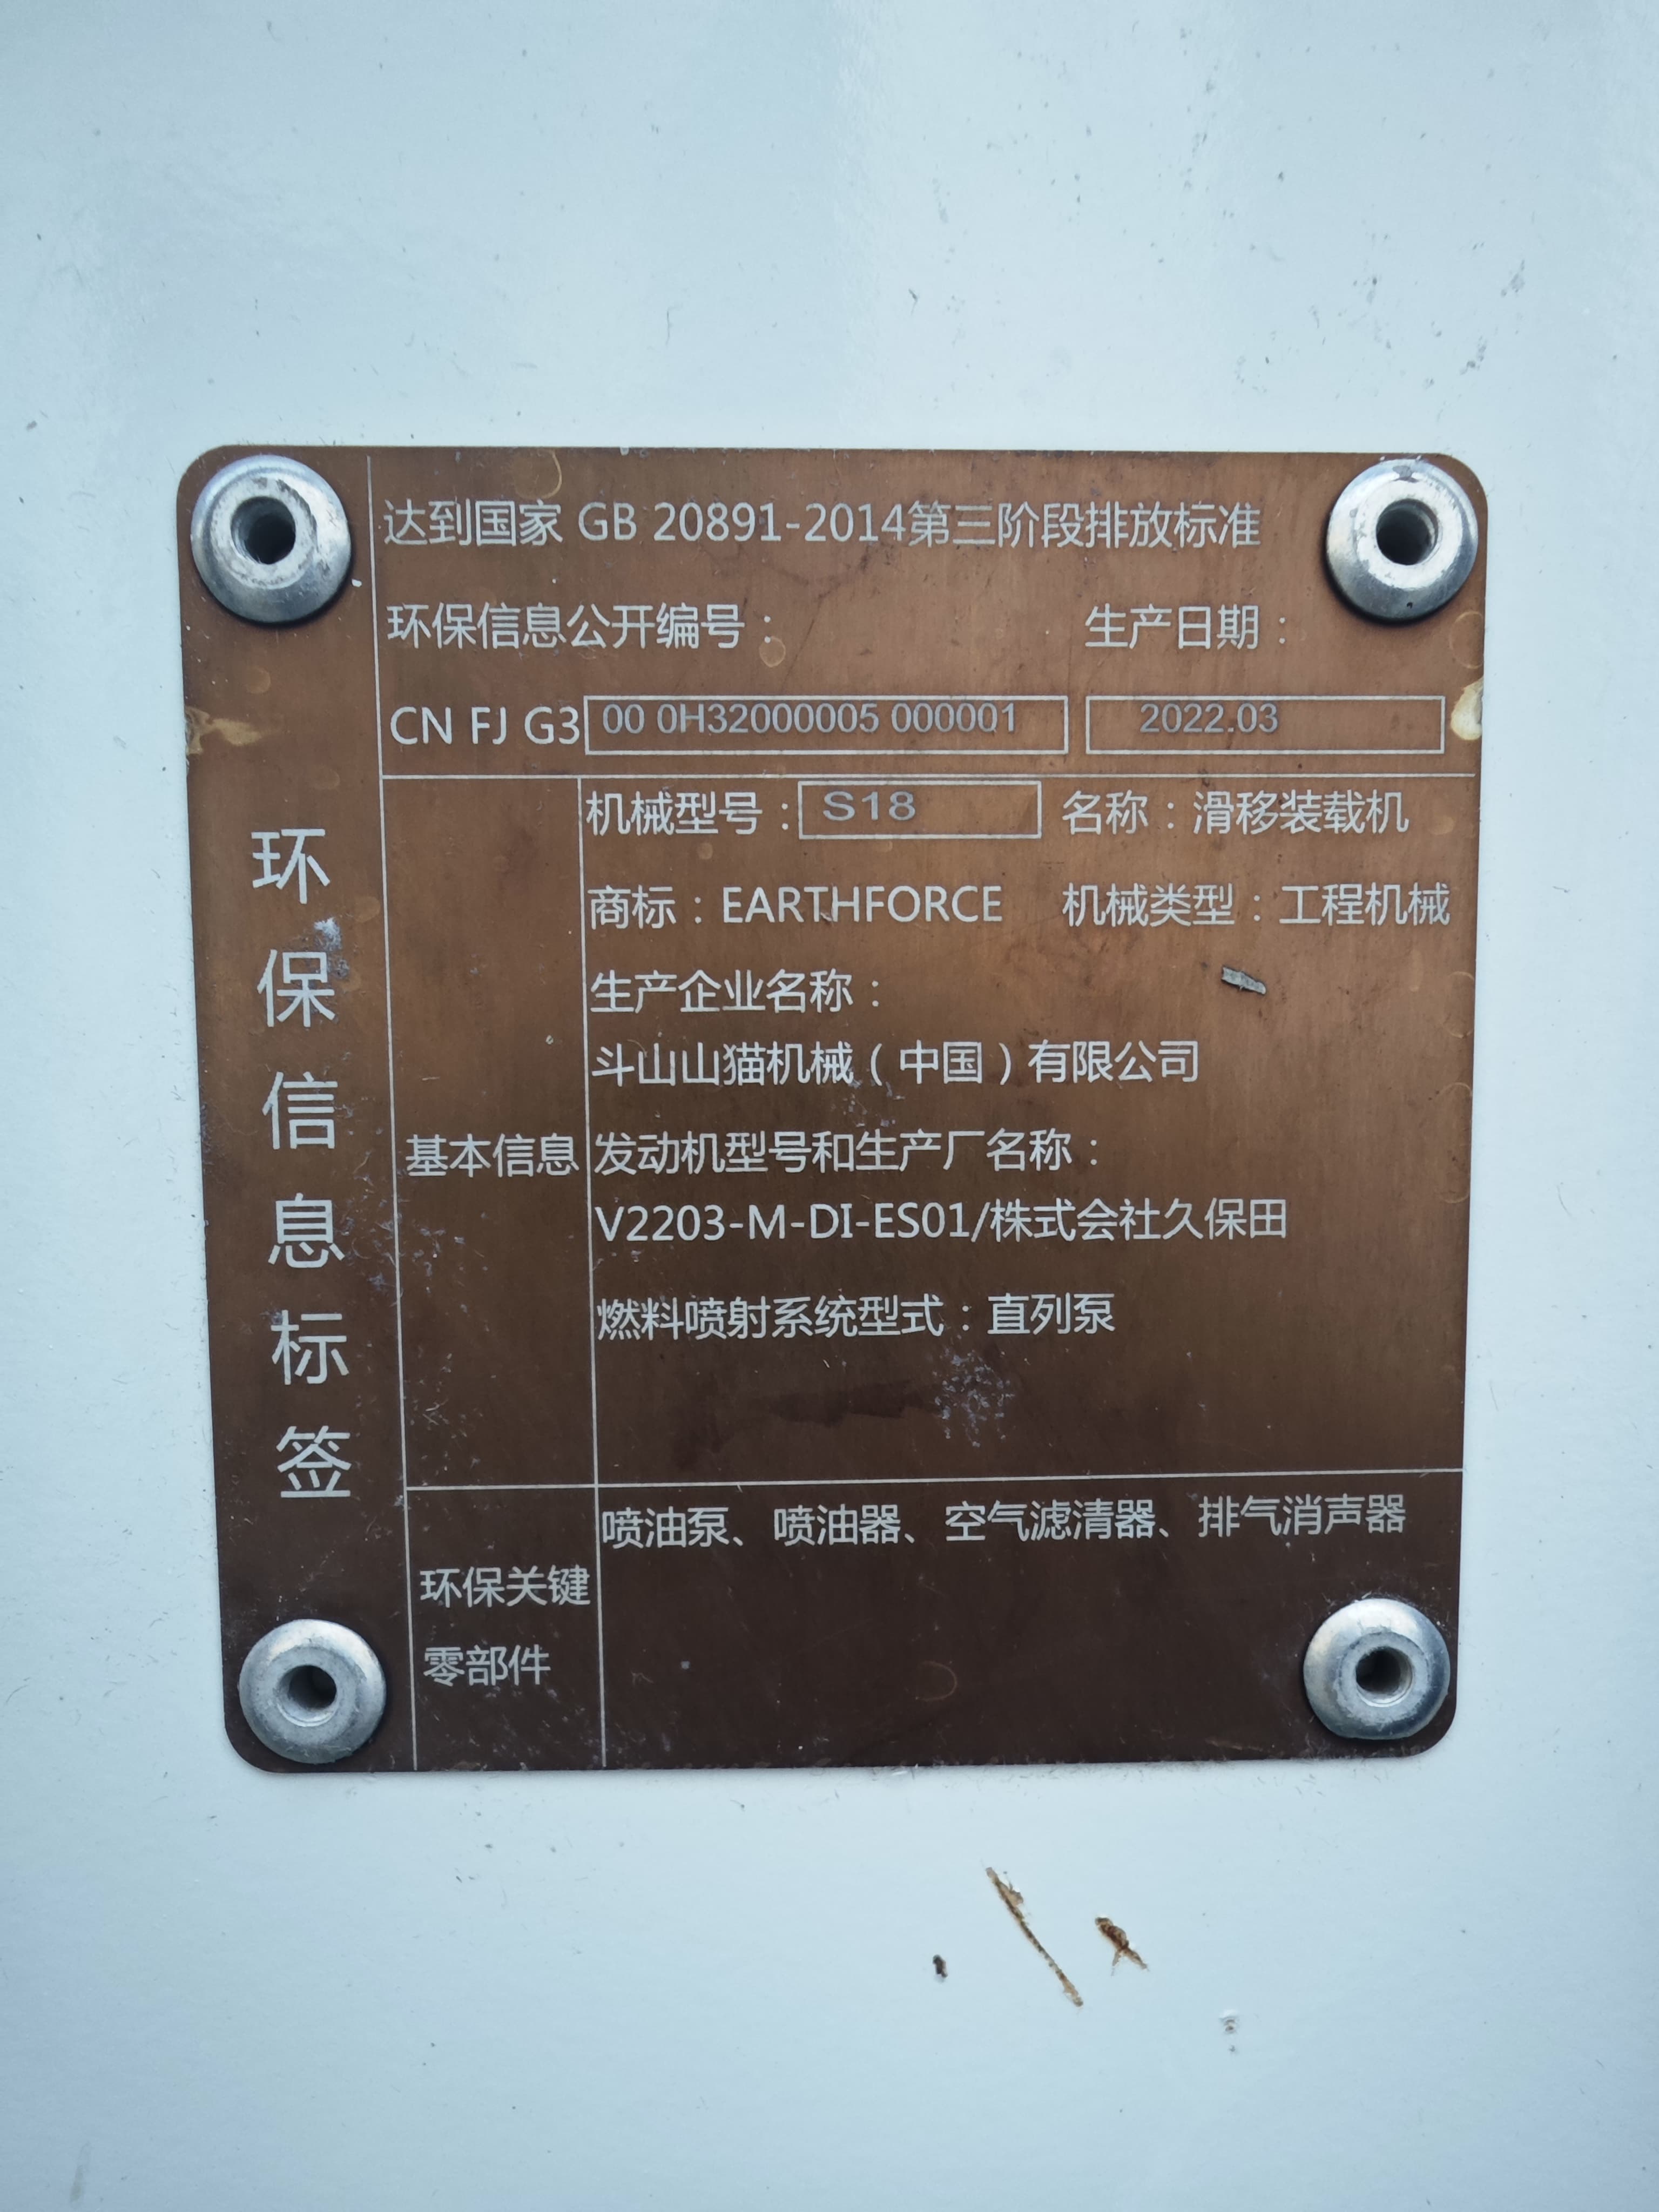 环保信息标签
达到国家 GB 20891-2014第三阶段排放标准
环保信息公开编号： 生产日期：
CN FJ G3 00 0H32000005 000001 2022.03
基本信息
机械型号：S18 名称：滑移装载机
商标：EARTHFORCE 机械类型：工程机械
生产企业名称：
斗山山猫机械（中国）有限公司
发动机型号和生产厂名称：
V2203-M-DI-ES01/株式会社久保田
燃料喷射系统型式：直列泵
环保关键
零部件
喷油泵、喷油器、空气滤清器、排气消声器